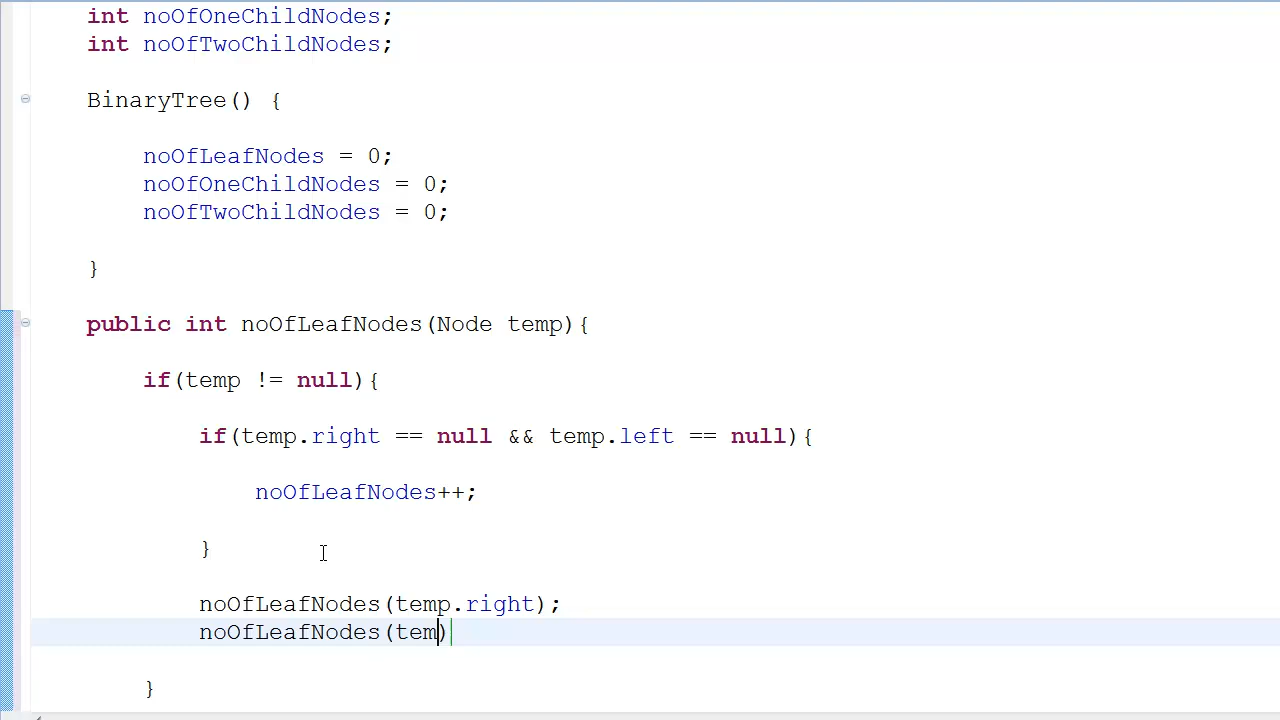 int noOfOneChildNodes;
int noOfTwoChildNodes;
BinaryTree() {
noOfLeafNodes = 0;
noOfOneChildNodes = 0;
noOfTwoChildNodes = 0;
}
public int noOfLeafNodes(Node temp){
if(temp != null){
if(temp.right == null && temp.left == null){
noOfLeafNodes++;
}
noOfLeafNodes(temp.right);
noOfLeafNodes(tem)
}